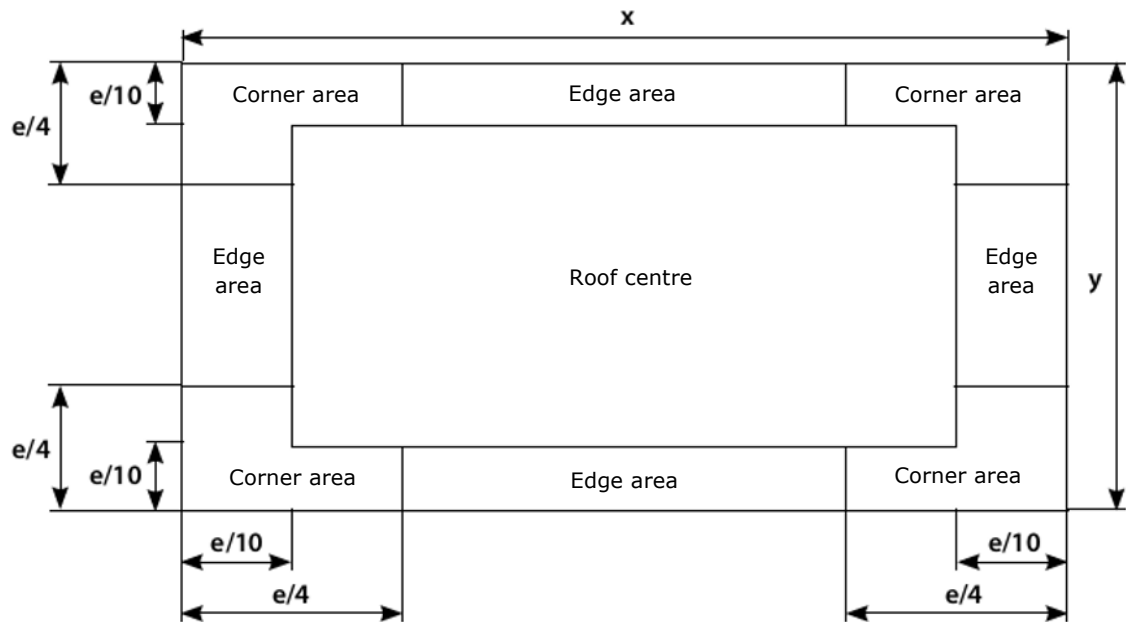 x
e/10
Corner area
Edge area
Corner area
e/4
Edge
area
Roof centre
Edge
area
y
e/4
e/10
Corner area
Edge area
Corner area
e/10
e/10
e/4
e/4